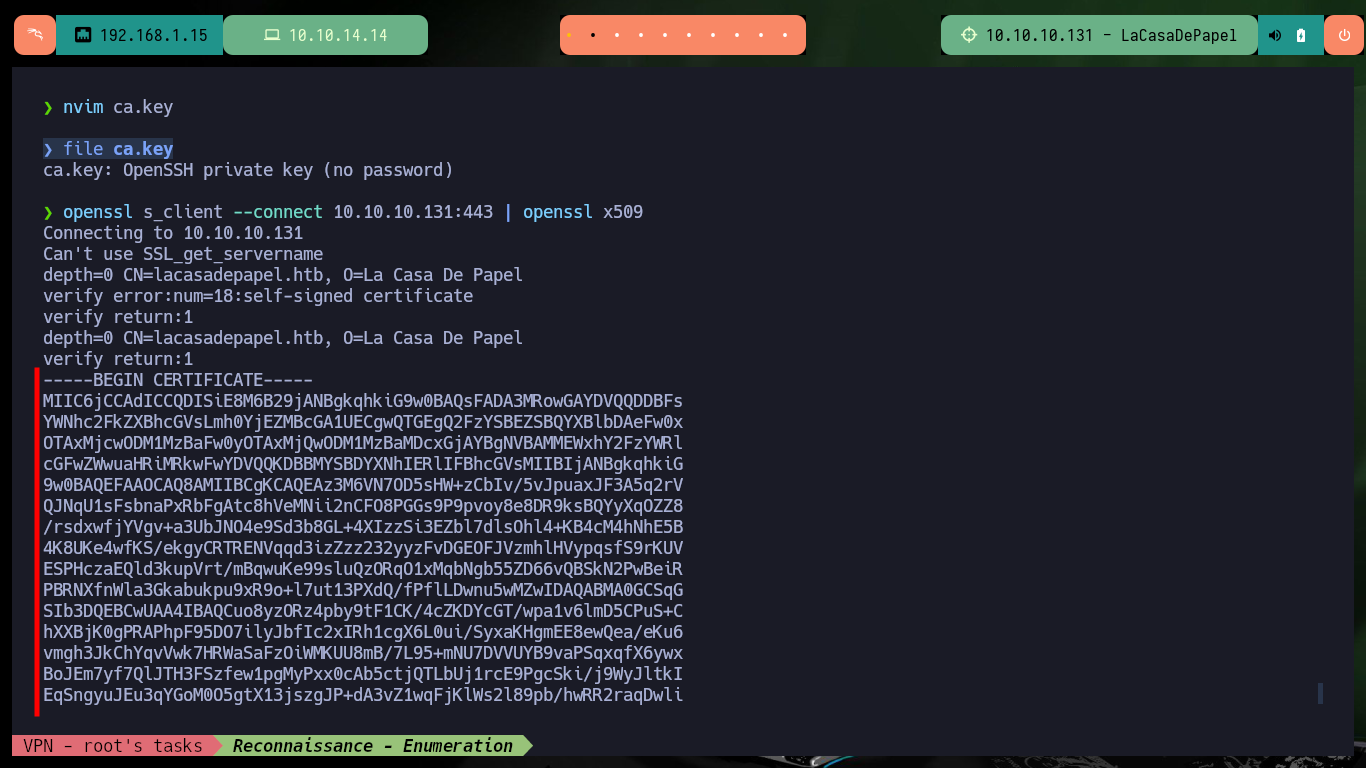 192.168.1.15 10.10.14.14 10.10.10.131 - LaCasaDePapel
❯ nvim ca.key
❯ file ca.key
ca.key: OpenSSH private key (no password)
❯ openssl s_client --connect 10.10.10.131:443 | openssl x509
Connecting to 10.10.10.131
Can't use SSL_get_servername
depth=0 CN=lacasadepapel.htb, O=La Casa De Papel
verify error:num=18:self-signed certificate
verify return:1
depth=0 CN=lacasadepapel.htb, O=La Casa De Papel
verify return:1
-----BEGIN CERTIFICATE-----
MIIC6jCCAdICCQDISiE8M6B29jANBgkqhkiG9w0BAQsFADA3MRowGAYDVQQDDBFs
YWNhc2FkZXBhcGVsLmh0YjEZMBcGA1UECgwQTGEgQ2FzYSBEZSBQYXBlbDAeFw0x
OTAxMjcwODM1MzBaFw0yOTAxMjQwODM1MzBaMDcxGjAYBgNVBAMMEWxhY2FzYWRl
cGFwZWwuaHRiMRkwFwYDVQQKDBBMYSBDYXNhIERlIFBhcGVsMIIBIjANBgkqhkiG
9w0BAQEFAAOCAQ8AMIIBCgKCAQEAz3M6VN7OD5sHW+zCbIv/5vJpuaxJF3A5q2rV
QJNqU1sFsbnaPxRbFgAtc8hVeMNii2nCFO8PGGs9P9pvoy8e8DR9ksBQYyXqOZZ8
/rsdxwfjYVgv+a3UbJNO4e9Sd3b8GL+4XIzzSi3EZbl7dlsOhl4+KB4cM4hNhE5B
4K8UKe4wfKS/ekgyCRTRENVqqd3izZzz232yyzFvDGEOFJVzmhlHVypqsfS9rKUV
ESPHczaEQld3kupVrt/mBqwuKe99sluQzORqO1xMqbNgb55ZD66vQBSkN2PwBeiR
PBRNXfnWla3Gkabukpu9xR9o+l7ut13PXdQ/fPflLDwnu5wMZwIDAQABMA0GCSqG
SIb3DQEBCwUAA4IBAQCuo8yzORz4pby9tF1CK/4cZKDYcGT/wpa1v6lmD5CPuS+C
hXXBjK0gPRAPhpF95DO7ilyJbfIc2xIRh1cgX6L0ui/SyxaKHgmEE8ewQea/eKu6
vmgh3JkChYqvVwk7HRWaSaFzOiWMKUU8mB/7L95+mNU7DVVUYB9vaPSqxqfX6ywx
BoJEm7yf7QlJTH3FSzfew1pgMyPxx0cAb5ctjQTLbUj1rcE9PgcSki/j9WyJltkI
EqSngyuJEu3qYGoM0O5gtX13jszgJP+dA3vZ1wqFjKlWs2l89pb/hwRR2raqDwli
VPN - root's tasks Reconnaissance - Enumeration